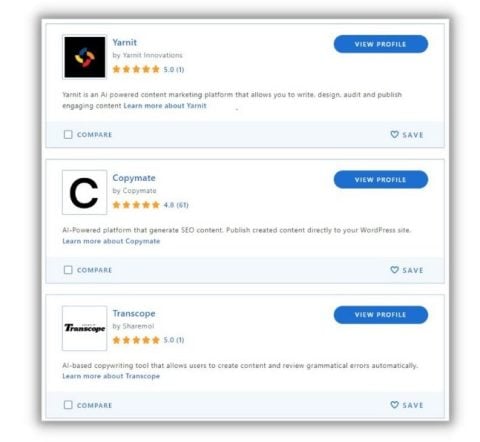 Yarnit
VIEW PROFILE
by Yarnit Innovations
5.0 (1)
Yarnit is an Ai powered content marketing platform that allows you to write, design, audit and publish
engaging content Learn more about Yarnit
COMPARE
SAVE
C
Copymate
VIEW PROFILE
by Copymate
4.8 (61)
AI-Powered platform that generate SEO content. Publish created content directly to your WordPress site.
Learn more about Copymate
COMPARE
SAVE
Transcope
Transcope
VIEW PROFILE
by Sharemol
5.0 (1)
AI-based copywriting tool that allows users to create content and review grammatical errors automatically.
Learn more about Transcope
COMPARE
SAVE